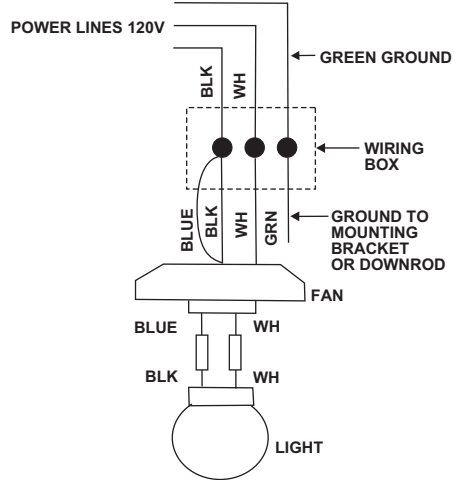 POWER LINES 120V
GREEN GROUND
BLK
WH
WIRING
BOX
BLUE
BLK
WH
GRN
GROUND TO
MOUNTING
BRACKET
OR DOWNROD
FAN
BLUE
WH
BLK
WH
LIGHT